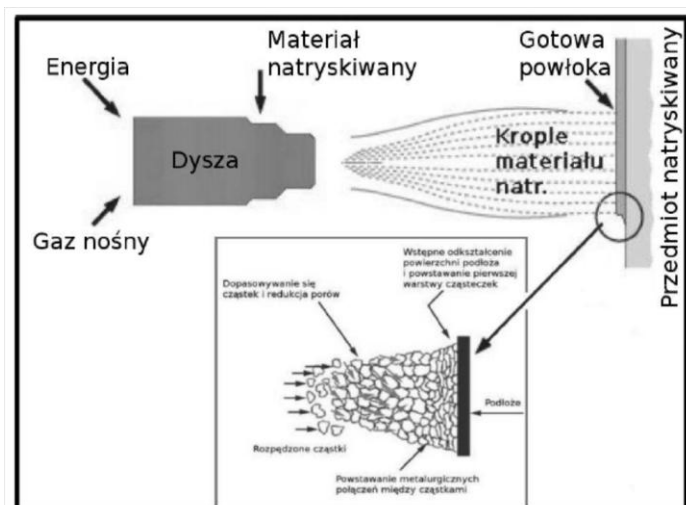 Energia
Materiał
natryskiwany
Gotowa
powłoka
Dysza
Krople
materiału
natr.
Przedmiot natryskiwany
Gaz nośny
Wstępne odkształcenie
powierzchni podłoża
i powstawanie pierwszej
warstwy cząsteczek
Dopasowywanie się
cząstek i redukcja porów
Podłoże
Rozpędzone cząstki
Powstawanie metalurgicznych
połączeń między cząstkami